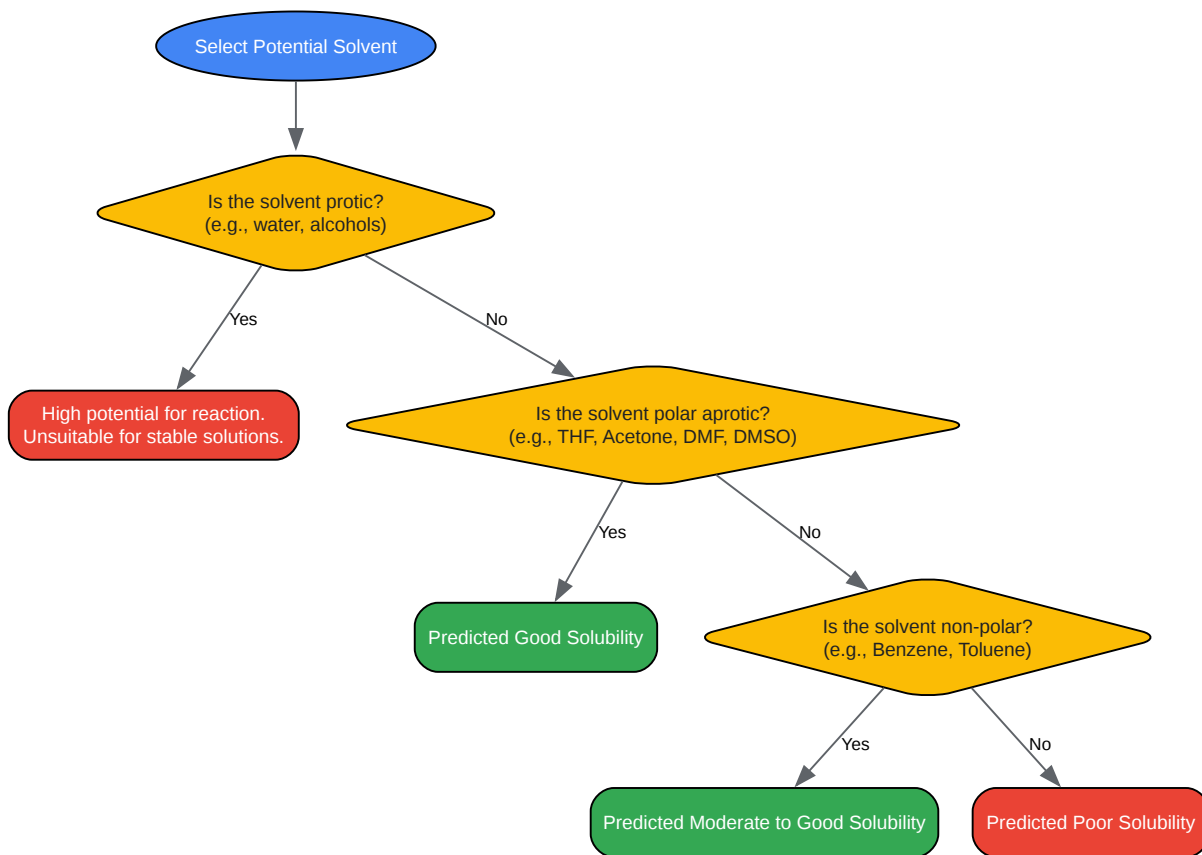 Select Potential Solvent
Is the solvent protic?
(e.g., water, alcohols)
Yes
No
High potential for reaction.
Unsuitable for stable solutions.
Is the solvent polar aprotic?
(e.g., THF, Acetone, DMF, DMSO)
Yes
No
Predicted Good Solubility
Is the solvent non-polar?
(e.g., Benzene, Toluene)
Yes
No
Predicted Moderate to Good Solubility
Predicted Poor Solubility